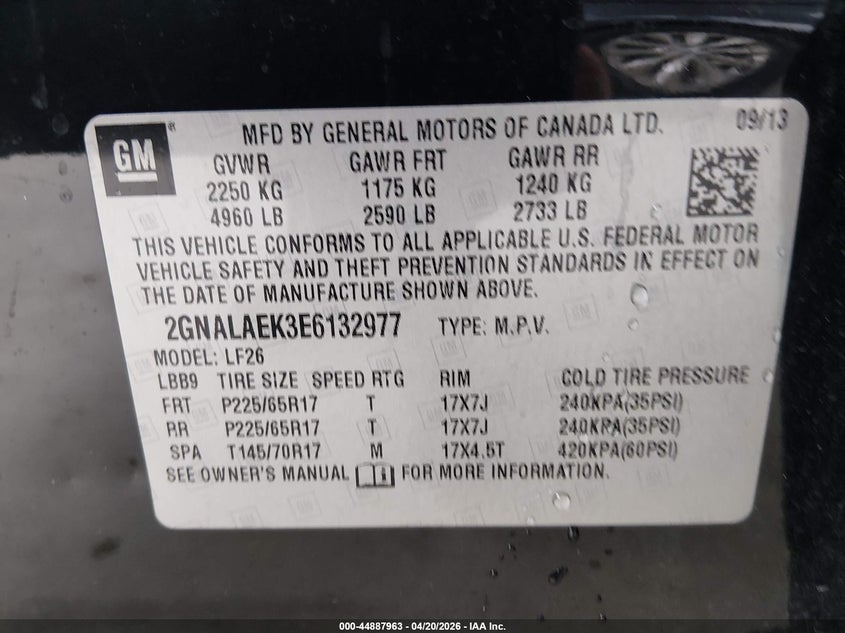 GM ® MFD BY GENERAL MOTORS OF CANADA LTD. 09/13
GVWR GAWR FRT GAWR RR
2250 KG 1175 KG 1240 KG
4960 LB 2590 LB 2733 LB
THIS VEHICLE CONFORMS TO ALL APPLICABLE U.S. FEDERAL MOTOR
VEHICLE SAFETY AND THEFT PREVENTION STANDARDS IN EFFECT ON
THE DATE OF MANUFACTURE SHOWN ABOVE.
2GNALAEK3E6132977 TYPE: M.P.V.
MODEL: LF26
LBB9 TIRE SIZE SPEED RTG RIM COLD TIRE PRESSURE
FRT P225/65R17 T 17X7J 240KPA(35PSI)
RR P225/65R17 T 17X7J 240KPA(35PSI)
SPA T145/70R17 M 17X4.5T 420KPA(60PSI)
SEE OWNER'S MANUAL i FOR MORE INFORMATION.
000-44887963 - 04/20/2026 - IAA Inc.